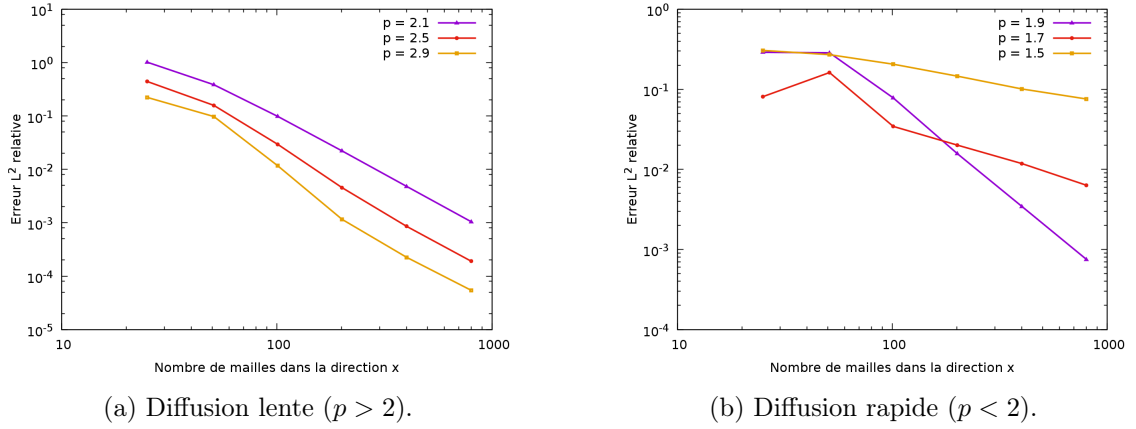 10^1
10^0
10^-1
10^-2
10^-3
10^-4
10^-5
10 100 1000
Erreur L^2 relative
Nombre de mailles dans la direction x
p = 2.1
p = 2.5
p = 2.9
(a) Diffusion lente (p > 2).
10^0
10^-1
10^-2
10^-3
10^-4
10 100 1000
Erreur L^2 relative
Nombre de mailles dans la direction x
p = 1.9
p = 1.7
p = 1.5
(b) Diffusion rapide (p < 2).